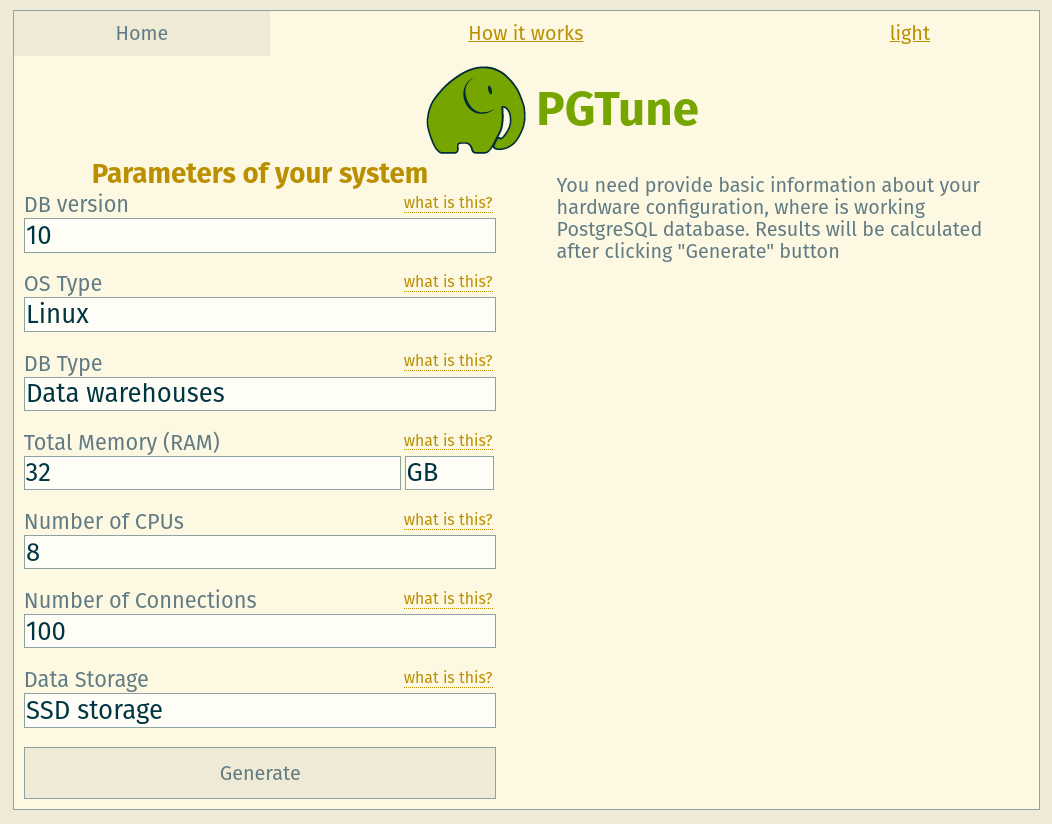 Home
How it works
light
PGTune
Parameters of your system
DB version
what is this?
10
OS Type
what is this?
Linux
DB Type
what is this?
Data warehouses
Total Memory (RAM)
what is this?
32
GB
Number of CPUs
what is this?
8
Number of Connections
what is this?
100
Data Storage
what is this?
SSD storage
Generate
You need provide basic information about your
hardware configuration, where is working
PostgreSQL database. Results will be calculated
after clicking "Generate" button